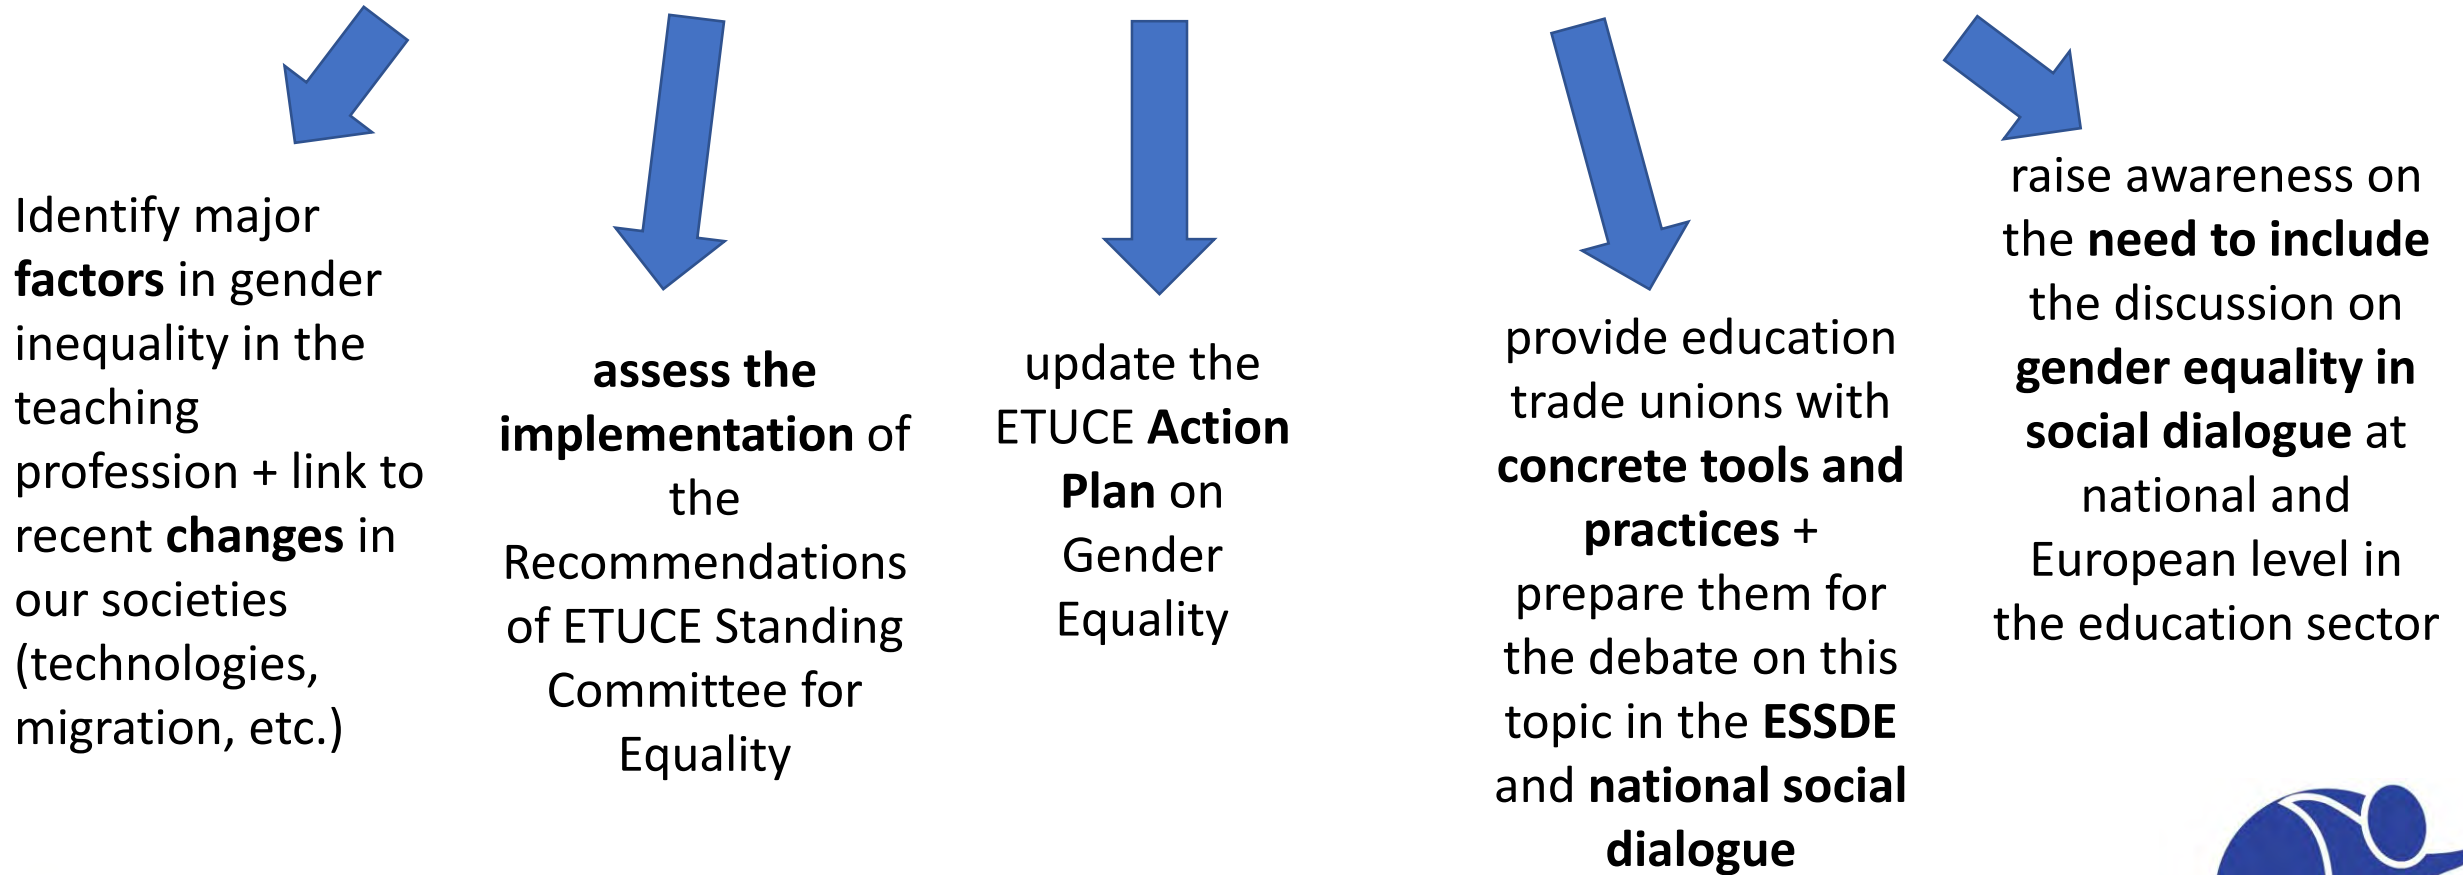 Identify major
factors in gender
inequality in the
teaching
profession + link to
recent changes in
our societies
(technologies,
migration, etc.)
assess the
implementation of
the
Recommendations
of ETUCE Standing
Committee for
Equality
update the
ETUCE Action
Plan on
Gender
Equality
provide education
trade unions with
concrete tools and
practices +
prepare them for
the debate on this
topic in the ESSDE
and national social
dialogue
raise awareness on
the need to include
the discussion on
gender equality in
social dialogue at
national and
European level in
the education sector